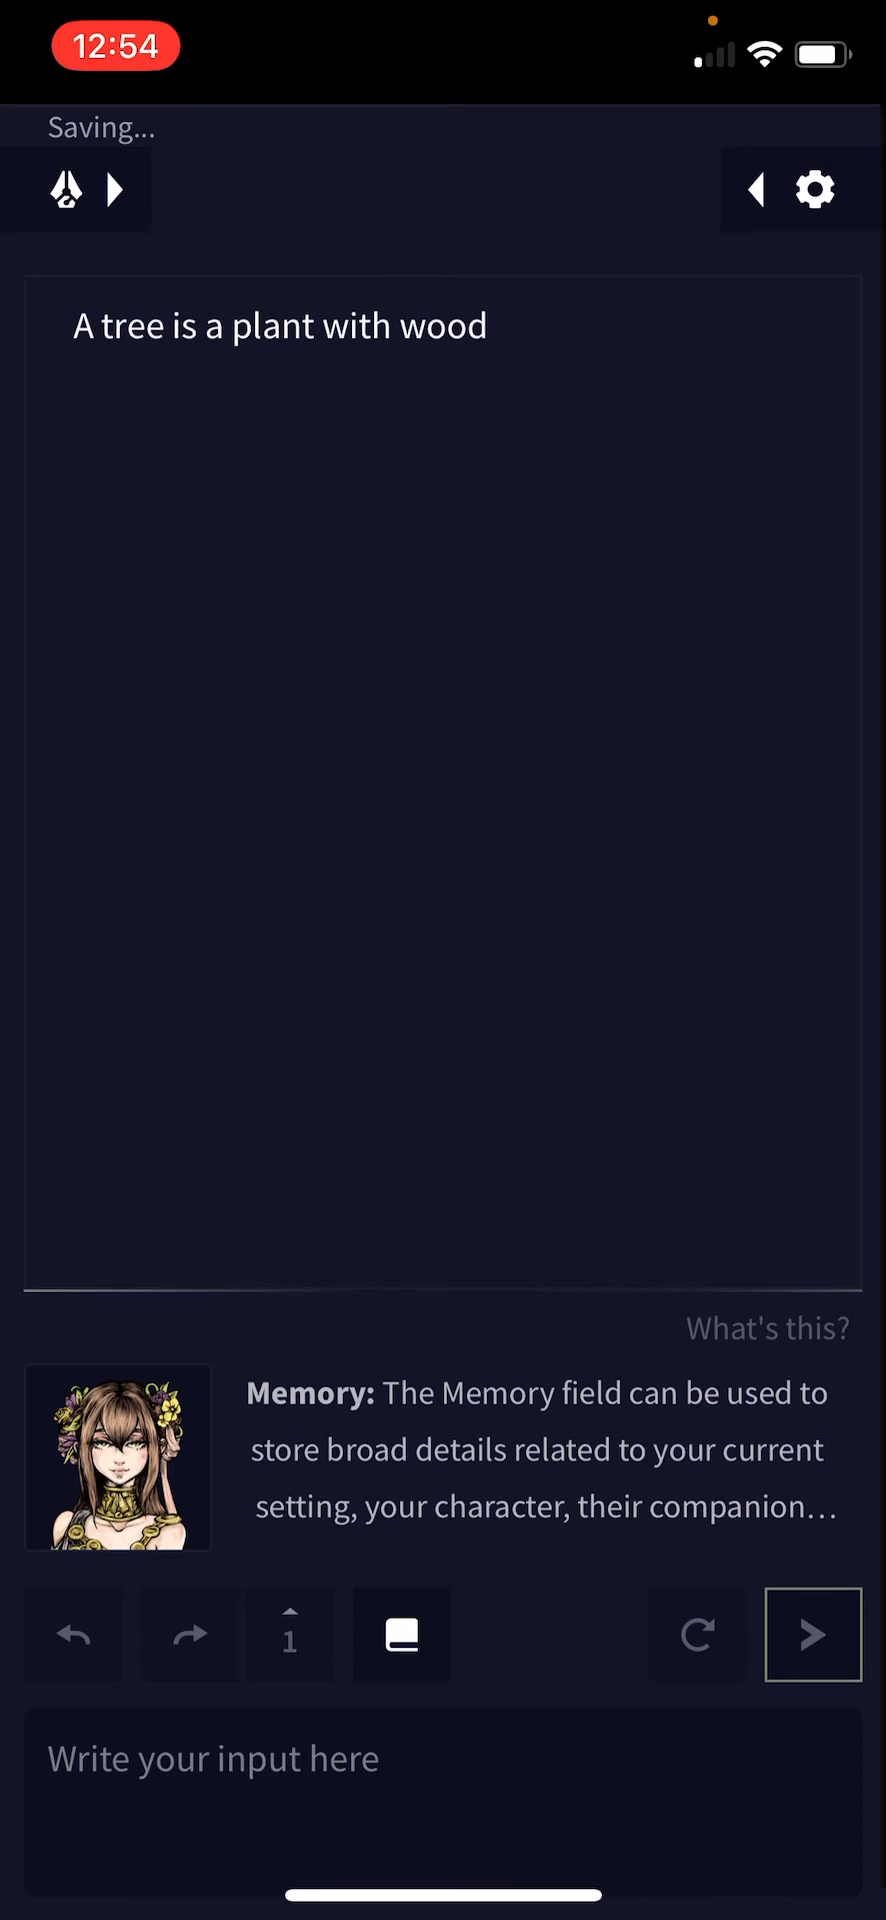 12:54
Saving...
A tree is a plant with wood
What's this?
Memory: The Memory field can be used to
store broad details related to your current
setting, your character, their companion...
1
Write your input here